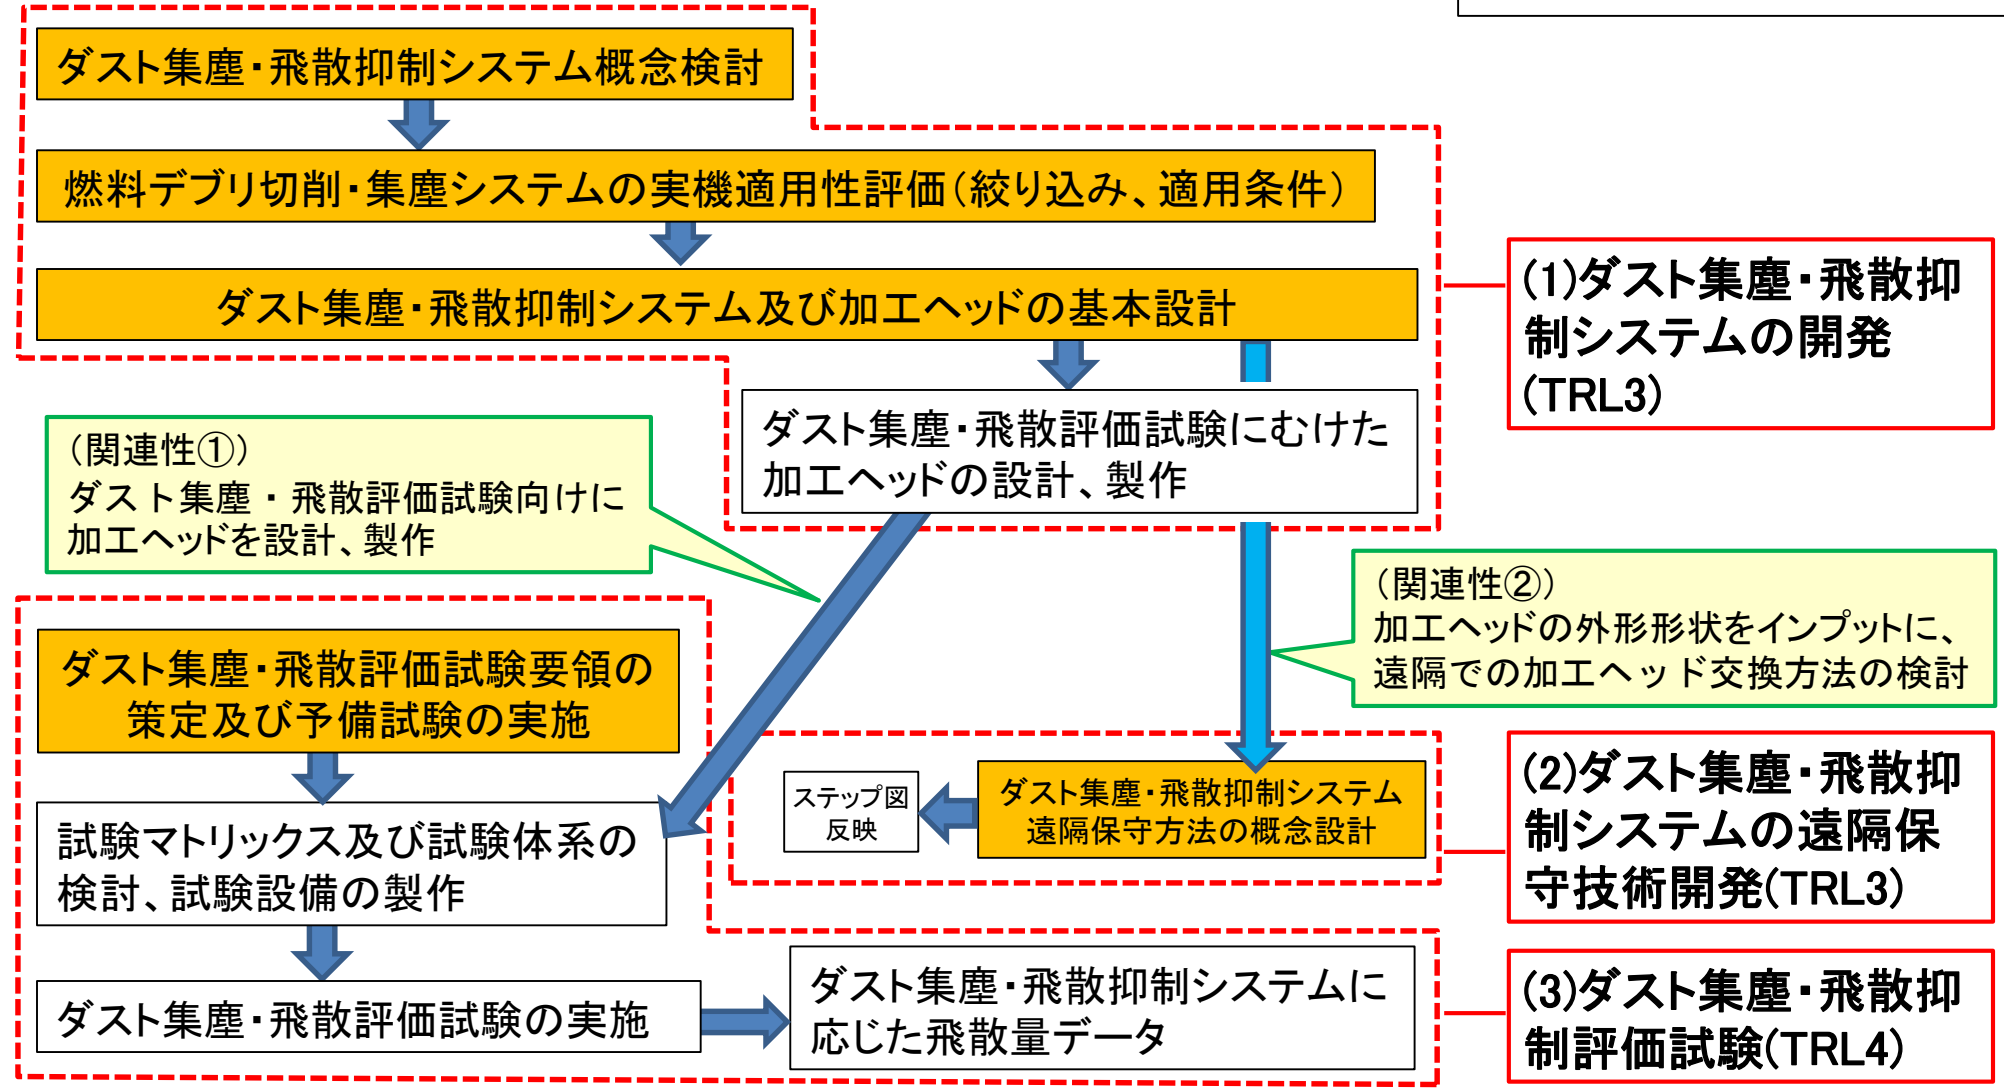 ダスト集塵・飛散抑制システム概念検討
燃料デブリ切削・集塵システムの実機適用性評価（絞り込み、適用条件）
ダスト集塵・飛散抑制システム及び加工ヘッドの基本設計
(1)ダスト集塵・飛散抑
制システムの開発
(TRL3)
ダスト集塵・飛散評価試験にむけた
加工ヘッドの設計、製作
（関連性①）
ダスト集塵・飛散評価試験向けに
加工ヘッドを設計、製作
（関連性②）
加工ヘッドの外形形状をインプットに、
遠隔での加工ヘッド交換方法の検討
ダスト集塵・飛散評価試験要領の
策定及び予備試験の実施
ステップ図
反映
ダスト集塵・飛散抑制システム
遠隔保守方法の概念設計
(2)ダスト集塵・飛散抑
制システムの遠隔保
守技術開発(TRL3)
試験マトリックス及び試験体系の
検討、試験設備の製作
ダスト集塵・飛散評価試験の実施
ダスト集塵・飛散抑制システムに
応じた飛散量データ
(3)ダスト集塵・飛散抑
制評価試験(TRL4)